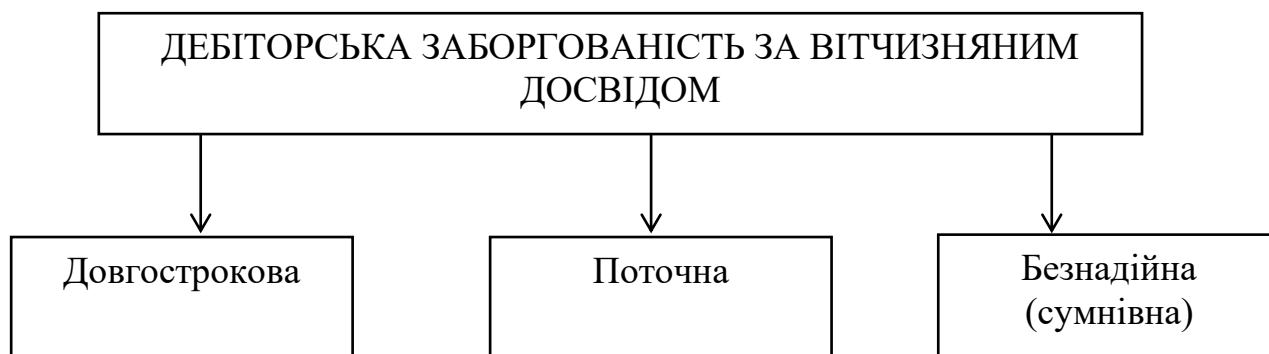 ДЕБІТОРСЬКА ЗАБОРГОВАНІСТЬ ЗА ВІТЧИЗНЯНИМ
ДОСВІДОМ
Довгострокова
Поточна
Безнадійна
(сумнівна)